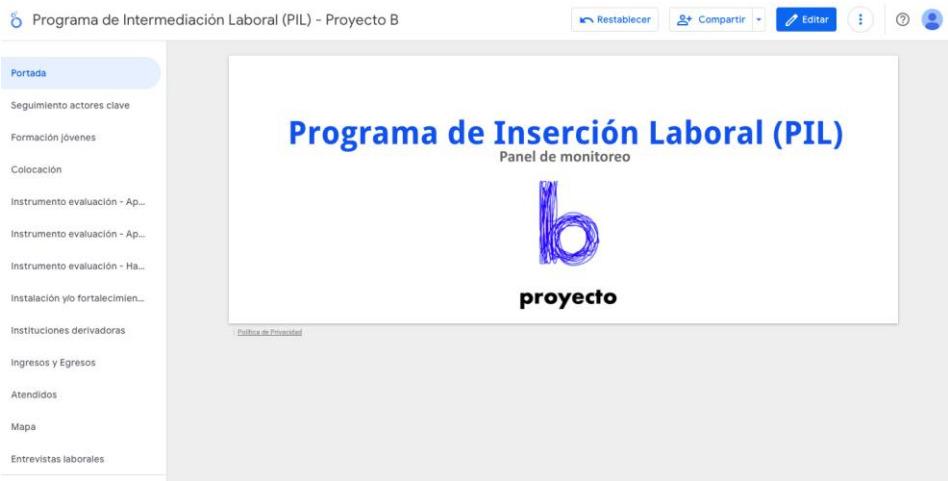 Programa de Intermediación Laboral (PIL) - Proyecto B
Restablecer
Compartir
Editar
Portada
Seguimiento actores clave
Formación jóvenes
Colocación
Instrumento evaluación - Ap...
Instrumento evaluación - Ap...
Instrumento evaluación - Ha...
Instalación y/o fortalecimien...
Instituciones derivadoras
Ingresos y Egresos
Atendidos
Mapa
Entrevistas laborales
Programa de Inserción Laboral (PIL)
Panel de monitoreo
b
proyecto
Política de Privacidad